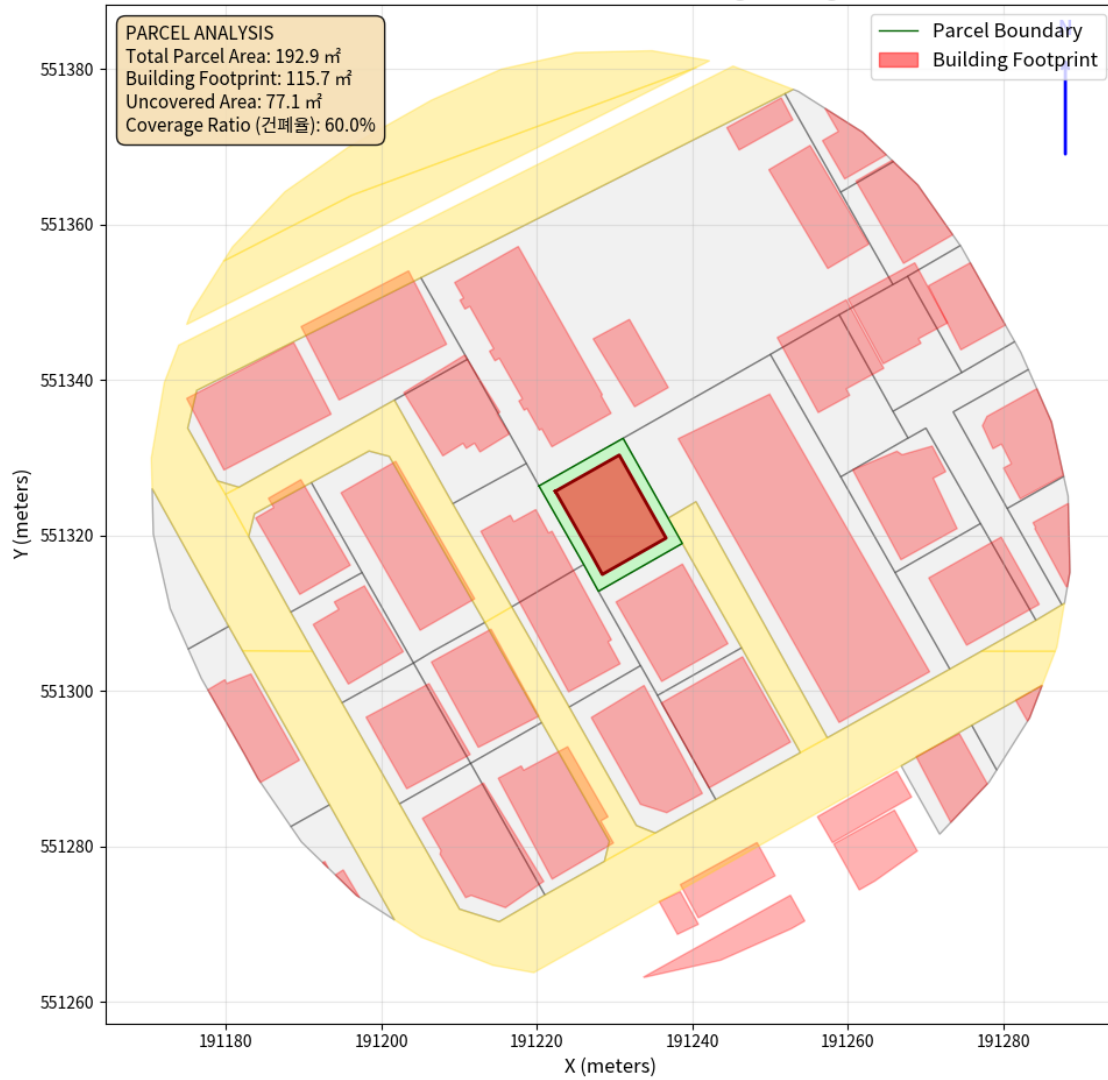 PARCEL ANALYSIS
Total Parcel Area: 192.9 ㎡
Building Footprint: 115.7 ㎡
Uncovered Area: 77.1 ㎡
Coverage Ratio (건폐율): 60.0%
N
Parcel Boundary
Building Footprint
551380
551360
551340
551320
551300
551280
551260
Y (meters)
191180
191200
191220
191240
191260
191280
X (meters)